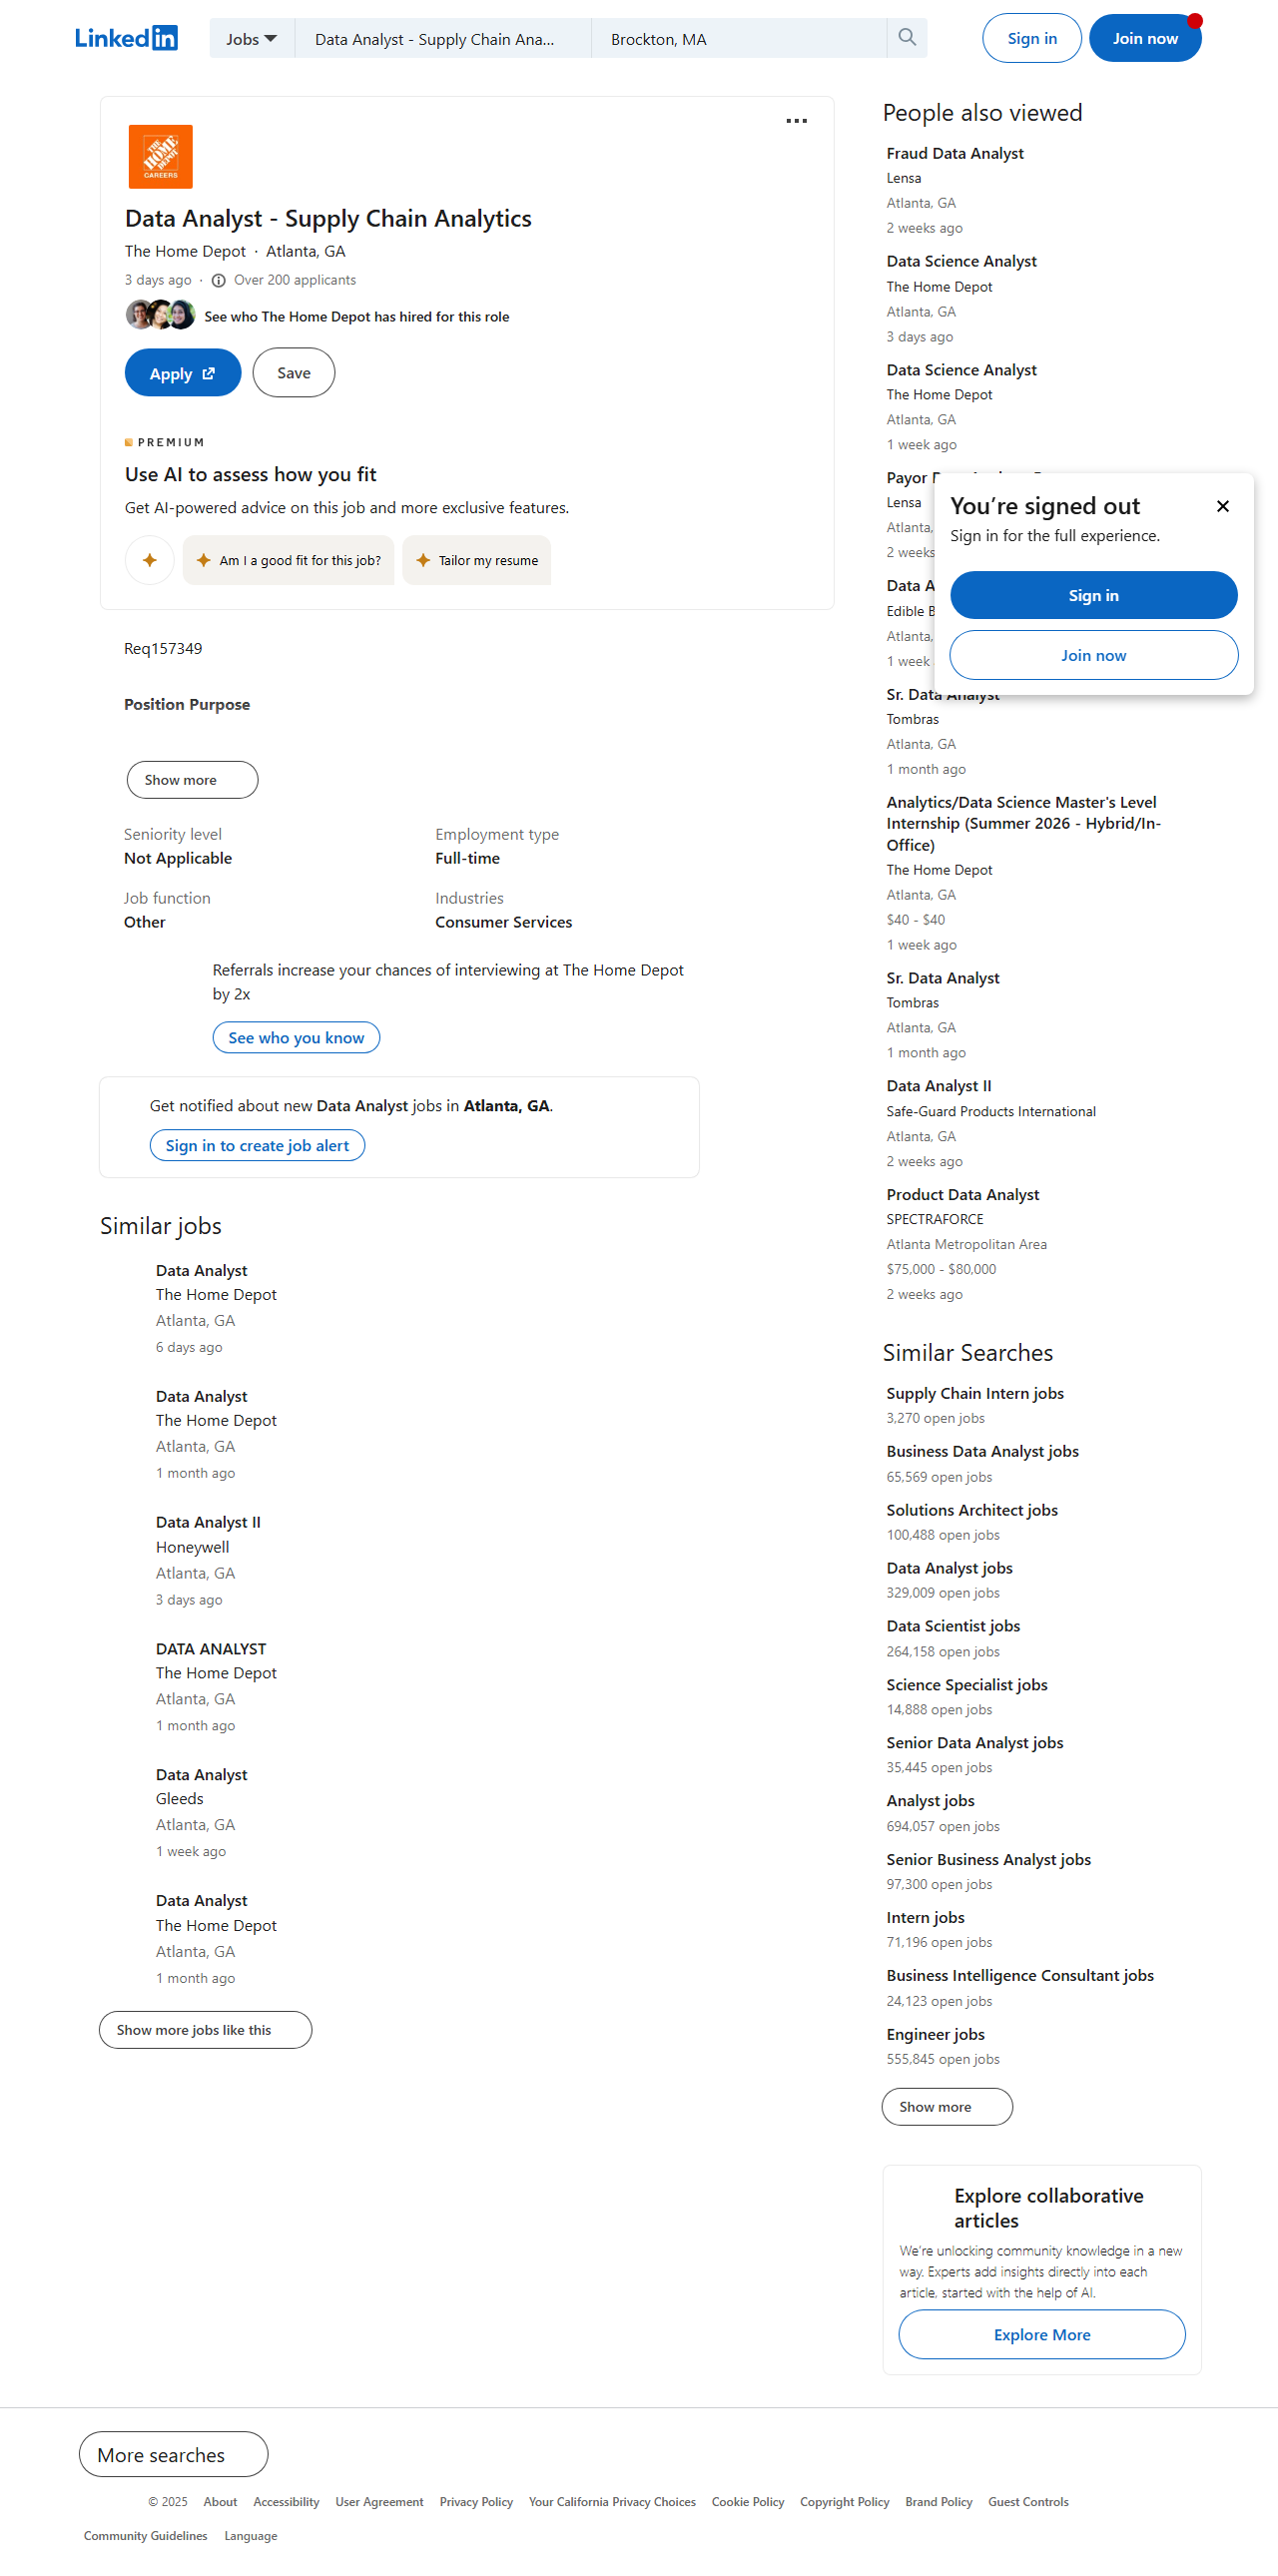 Linkedin
Jobs
Data Analyst - Supply Chain Ana...
Brockton, MA
Sign in
Join now
THE HOME DEPOT
CAREERS
Data Analyst - Supply Chain Analytics
The Home Depot · Atlanta, GA
3 days ago · Over 200 applicants
See who The Home Depot has hired for this role
Apply
Save
PREMIUM
Use AI to assess how you fit
Get AI-powered advice on this job and more exclusive features.
Am I a good fit for this job?
Tailor my resume
Req157349
Position Purpose
Show more
Seniority level
Not Applicable
Employment type
Full-time
Job function
Other
Industries
Consumer Services
Referrals increase your chances of interviewing at The Home Depot
by 2x
See who you know
Get notified about new Data Analyst jobs in Atlanta, GA.
Sign in to create job alert
Similar jobs
Data Analyst
The Home Depot
Atlanta, GA
6 days ago
Data Analyst
The Home Depot
Atlanta, GA
1 month ago
Data Analyst II
Honeywell
Atlanta, GA
3 days ago
DATA ANALYST
The Home Depot
Atlanta, GA
1 month ago
Data Analyst
Gleeds
Atlanta, GA
1 week ago
Data Analyst
The Home Depot
Atlanta, GA
1 month ago
Show more jobs like this
People also viewed
Fraud Data Analyst
Lensa
Atlanta, GA
2 weeks ago
Data Science Analyst
The Home Depot
Atlanta, GA
3 days ago
Data Science Analyst
The Home Depot
Atlanta, GA
1 week ago
Payor
Lensa
Atlanta,
2 weeks
Data A
Edible B
Atlanta,
1 week
You're signed out
Sign in for the full experience.
Sign in
Join now
Sr. Data Analyst
Tombras
Atlanta, GA
1 month ago
Analytics/Data Science Master's Level
Internship (Summer 2026 - Hybrid/In-
Office)
The Home Depot
Atlanta, GA
$40 - $40
1 week ago
Sr. Data Analyst
Tombras
Atlanta, GA
1 month ago
Data Analyst II
Safe-Guard Products International
Atlanta, GA
2 weeks ago
Product Data Analyst
SPECTRAFORCE
Atlanta Metropolitan Area
$75,000 - $80,000
2 weeks ago
Similar Searches
Supply Chain Intern jobs
3,270 open jobs
Business Data Analyst jobs
65,569 open jobs
Solutions Architect jobs
100,488 open jobs
Data Analyst jobs
329,009 open jobs
Data Scientist jobs
264,158 open jobs
Science Specialist jobs
14,888 open jobs
Senior Data Analyst jobs
35,445 open jobs
Analyst jobs
694,057 open jobs
Senior Business Analyst jobs
97,300 open jobs
Intern jobs
71,196 open jobs
Business Intelligence Consultant jobs
24,123 open jobs
Engineer jobs
555,845 open jobs
Show more
Explore collaborative
articles
We're unlocking community knowledge in a new
way. Experts add insights directly into each
article, started with the help of AI.
Explore More
More searches
© 2025 About Accessibility User Agreement Privacy Policy Your California Privacy Choices Cookie Policy Copyright Policy Brand Policy Guest Controls
Community Guidelines Language